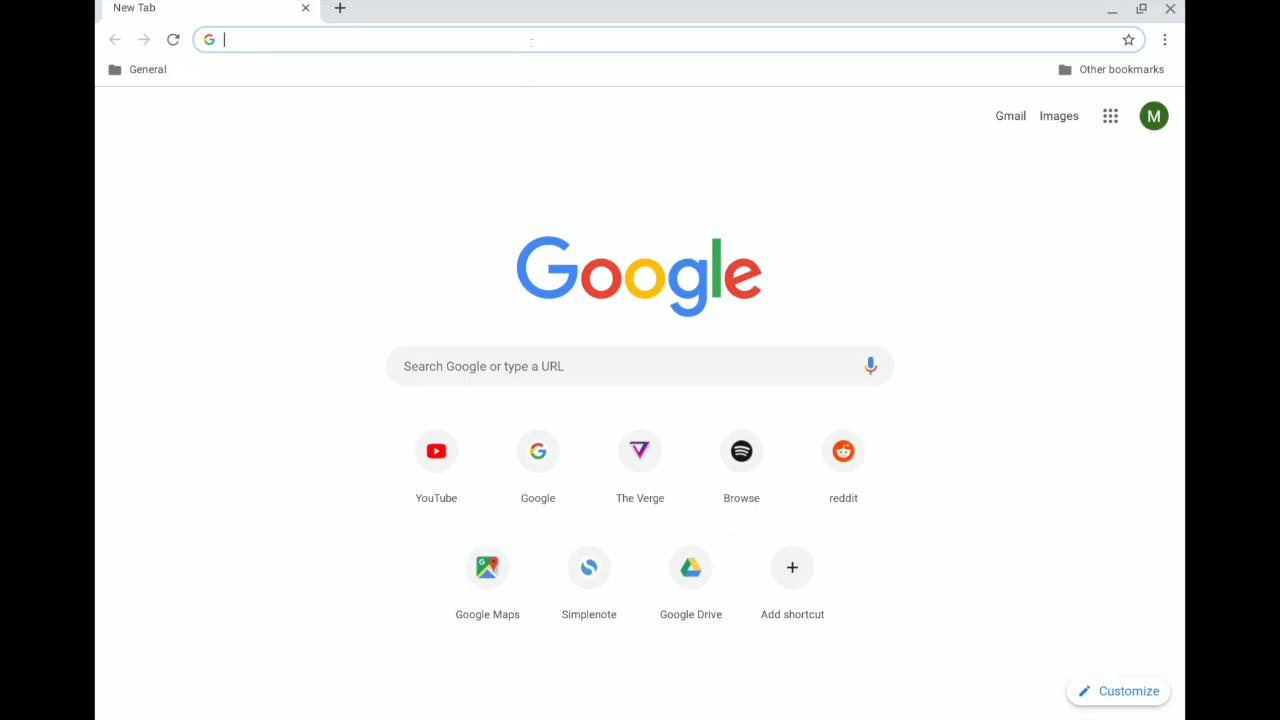 New Tab
General
Other bookmarks
Gmail Images M
Google
Search Google or type a URL
YouTube Google The Verge Browse reddit
Google Maps Simplenote Google Drive Add shortcut
Customize